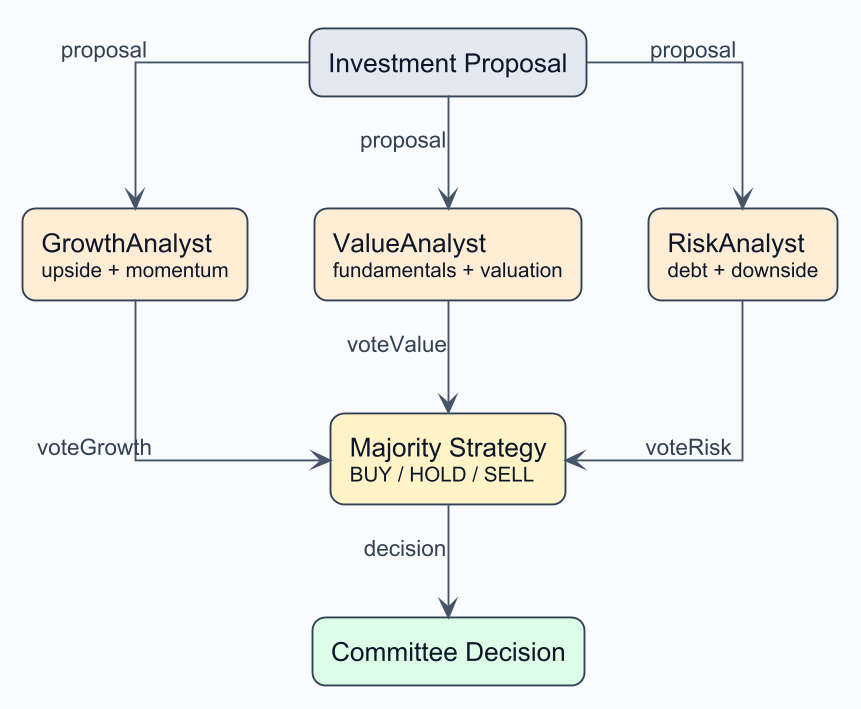 proposal
Investment Proposal
proposal
proposal
GrowthAnalyst
upside + momentum
ValueAnalyst
fundamentals + valuation
RiskAnalyst
debt + downside
voteValue
voteGrowth
Majority Strategy
BUY / HOLD / SELL
voteRisk
decision
Committee Decision